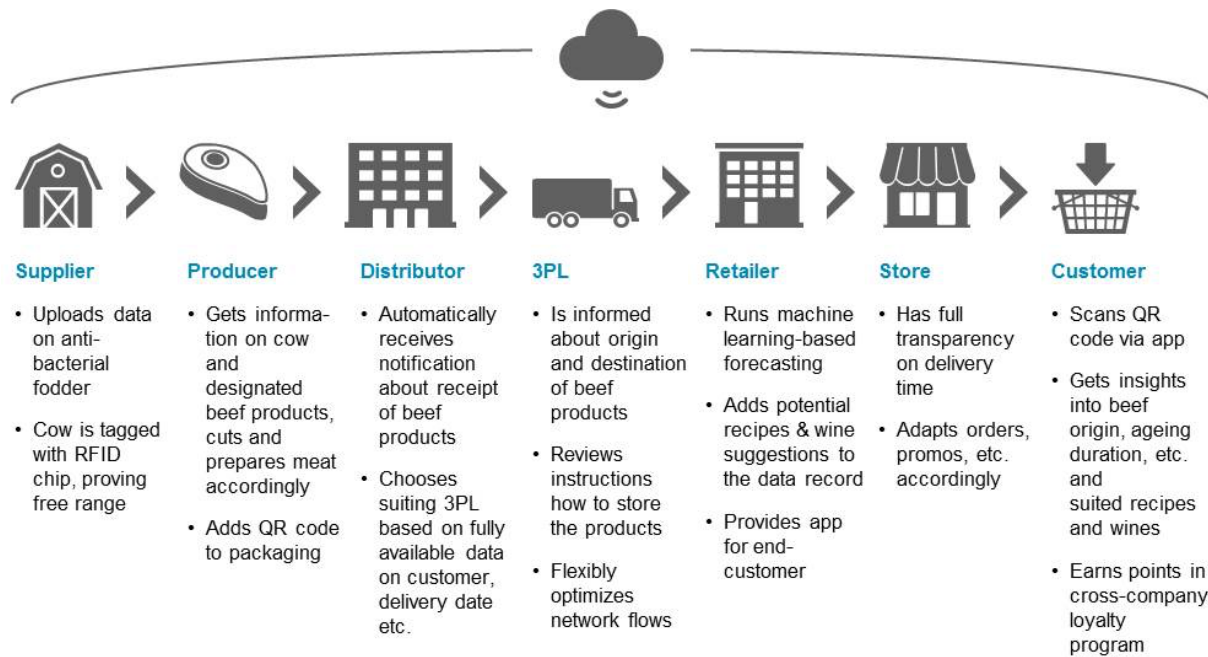 Supplier
• Uploads data
on anti-
bacterial
fodder
• Cow is tagged
with RFID
chip, proving
free range
Producer
• Gets informa-
tion on cow
and
designated
beef products,
cuts and
prepares meat
accordingly
• Adds QR code
to packaging
Distributor
• Automatically
receives
notification
about receipt
of beef
products
• Chooses
suiting 3PL
based on fully
available data
on customer,
delivery date
etc.
3PL
• Is informed
about origin
and destination
of beef
products
• Reviews
instructions
how to store
the products
• Flexibly
optimizes
network flows
Retailer
• Runs machine
learning-based
forecasting
• Adds potential
recipes & wine
suggestions to
the data record
• Provides app
for end-
customer
Store
• Has full
transparency
on delivery
time
• Adapts orders,
promos, etc.
accordingly
Customer
• Scans QR
code via app
• Gets insights
into beef
origin, ageing
duration, etc.
and
suited recipes
and wines
• Earns points in
cross-company
loyalty
program